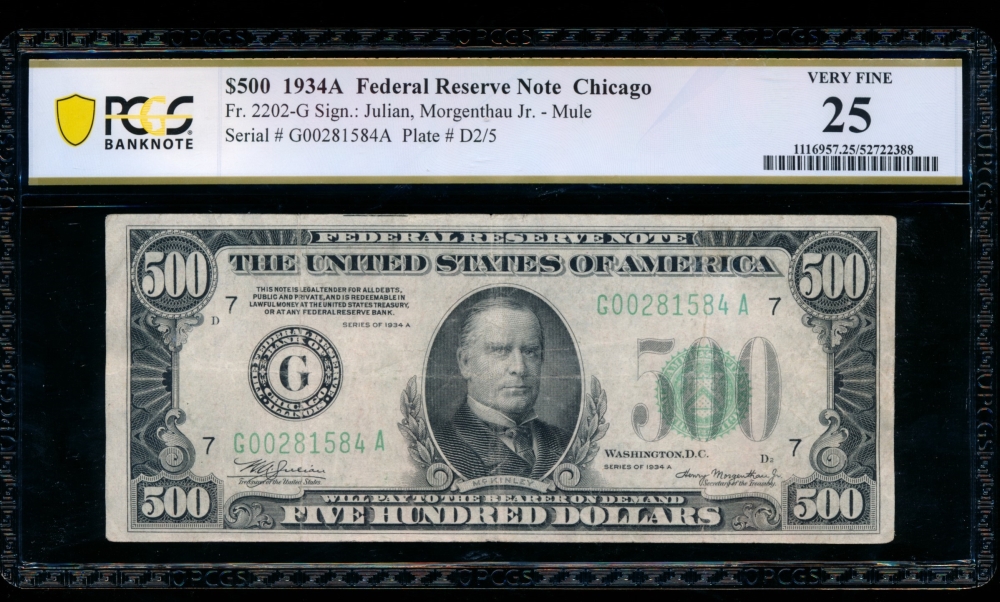 PCGS
BANKNOTE
$500 1934A Federal Reserve Note Chicago
Fr. 2202-G Sign.: Julian, Morgenthau Jr. - Mule
Serial # G00281584A Plate # D2/5
VERY FINE
25
1116957.25/52722388
FEDERAL RESERVE NOTE
THE UNITED STATES OF AMERICA
500
500
THIS NOTE IS LEGAL TENDER FOR ALL DEBTS,
PUBLIC AND PRIVATE, AND IS REDEEMABLE IN
LAWFUL MONEY AT THE UNITED STATES TREASURY,
OR AT ANY FEDERAL RESERVE BANK.
SERIES OF 1934 A
D
7
G00281584 A
7
G
CHICAGO
500
7
G00281584 A
WASHINGTON, D.C.
SERIES OF 1934 A
D2
7
W A Julian
Treasurer of the United States
Henry Morgenthau Jr.
Secretary of the Treasury
MCKINLEY
WILL PAY TO THE BEARER ON DEMAND
500
FIVE HUNDRED DOLLARS
500